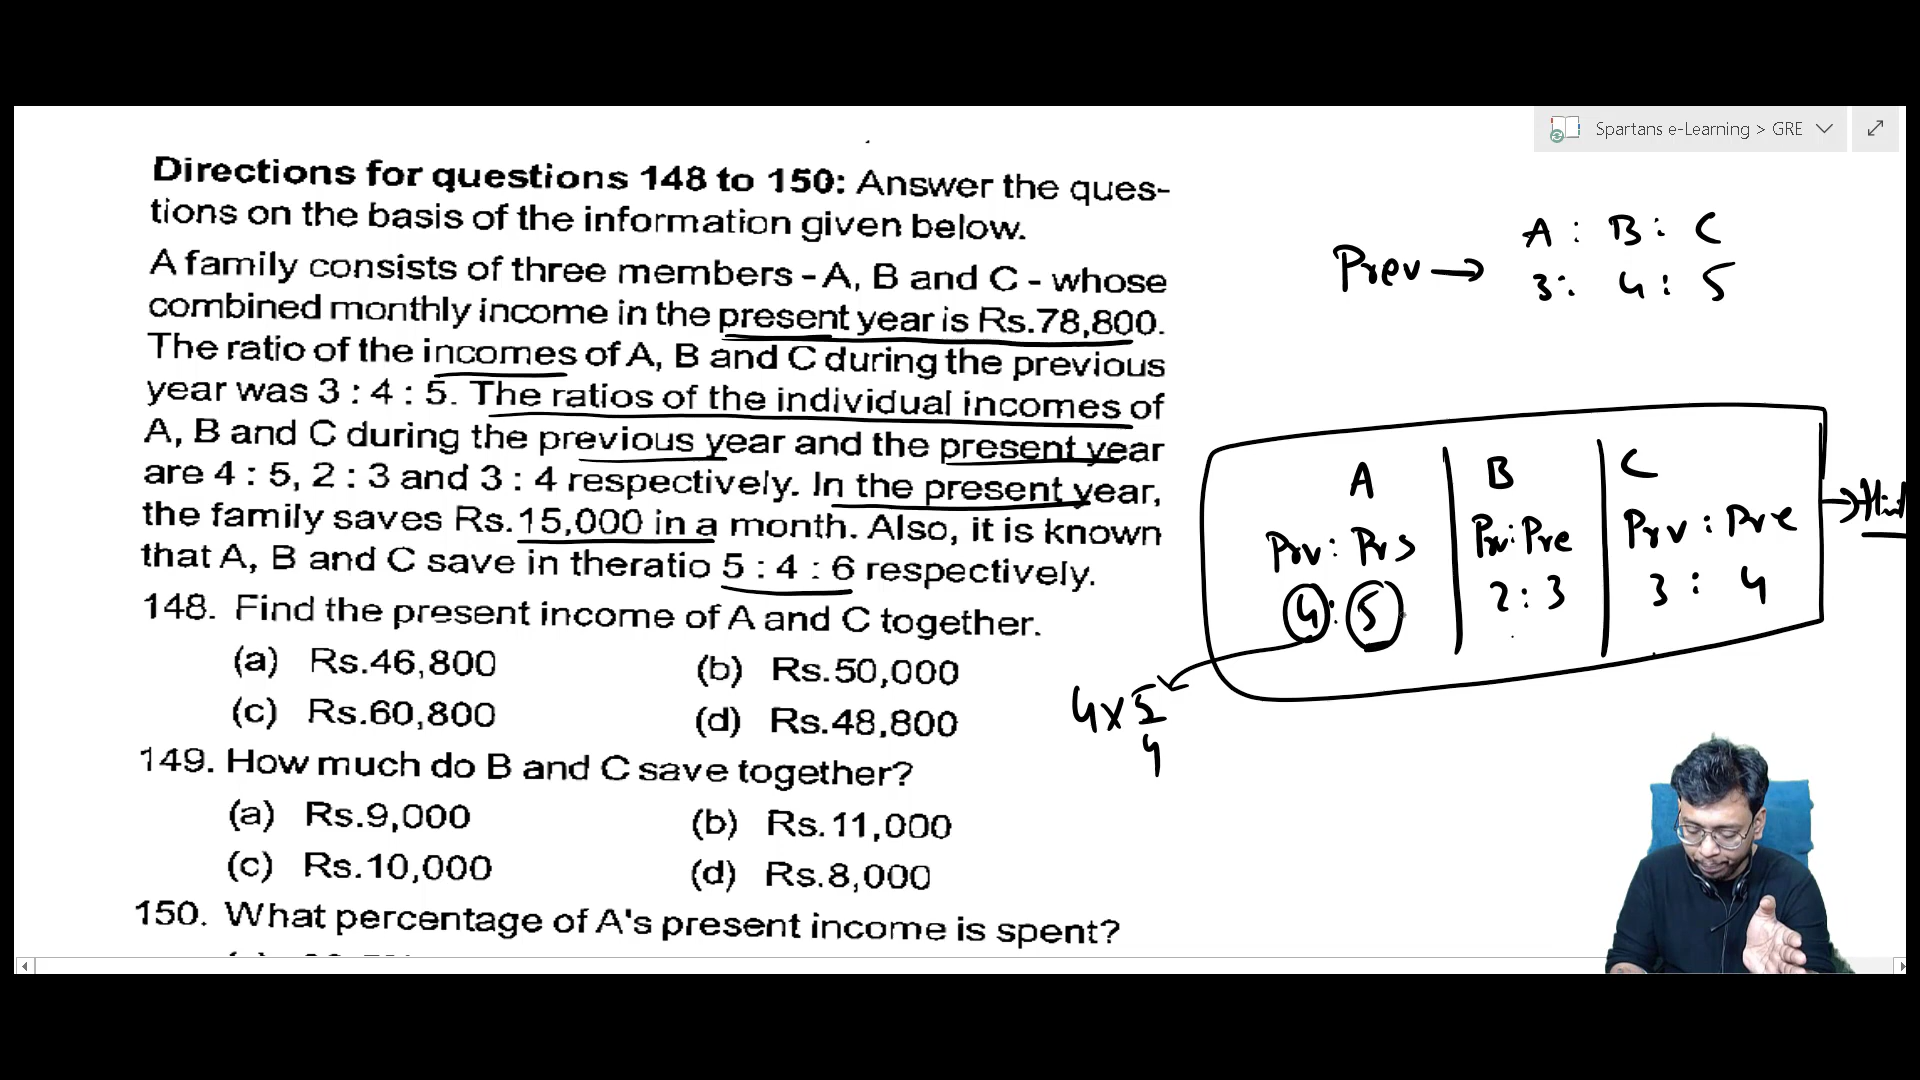 Spartans e-Learning > GRE
Directions for questions 148 to 150: Answer the ques-
tions on the basis of the information given below.
A family consists of three members - A, B and C - whose
combined monthly income in the present year is Rs.78,800.
The ratio of the incomes of A, B and C during the previous
year was 3 : 4 : 5. The ratios of the individual incomes of
A, B and C during the previous year and the present year
are 4 : 5, 2 : 3 and 3 : 4 respectively. In the present year,
the family saves Rs.15,000 in a month. Also, it is known
that A, B and C save in theratio 5 : 4 : 6 respectively.
148. Find the present income of A and C together.
(a) Rs.46,800 (b) Rs.50,000
(c) Rs.60,800 (d) Rs.48,800
149. How much do B and C save together?
(a) Rs.9,000 (b) Rs.11,000
(c) Rs.10,000 (d) Rs.8,000
150. What percentage of A's present income is spent?
A : B : C
Prev → 3 : 4 : 5
A B C
Prv : Prs Prv : Pre Prv : Pre
4 : 5 2 : 3 3 : 4
4 x 5/4